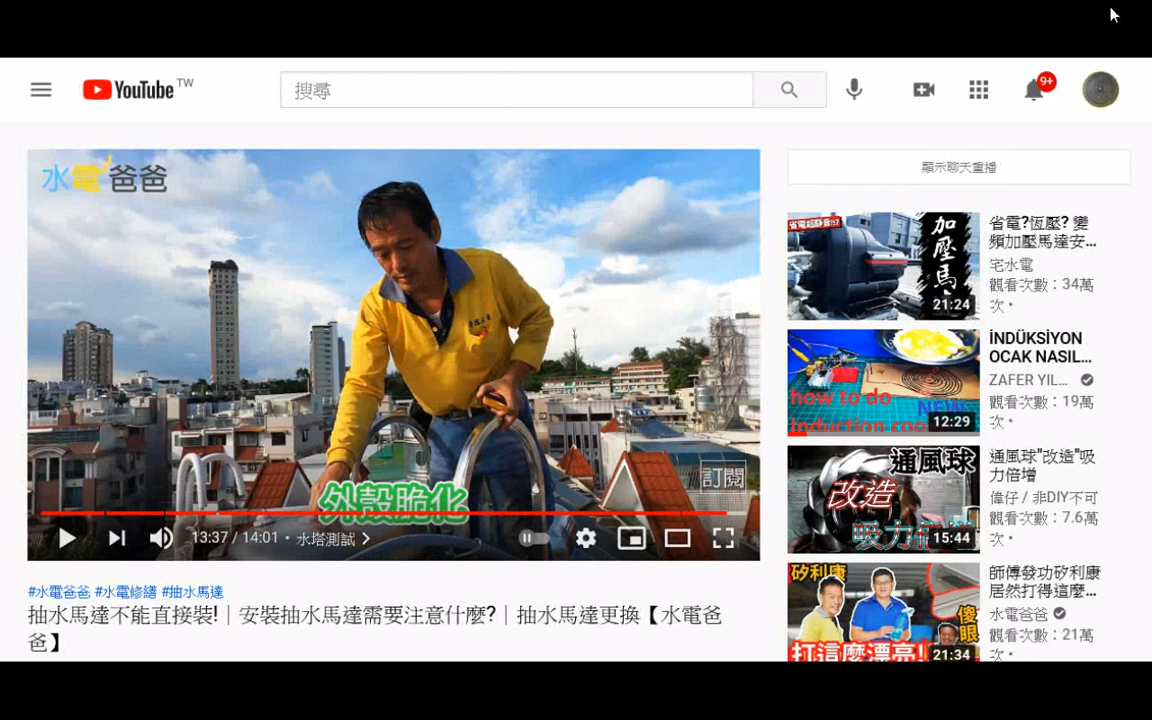 YouTube TW
搜尋
9+
水電爸爸
訂閱
外殼脆化
13:37 / 14:01 • 水塔測試
#水電爸爸 #水電修繕 #抽水馬達
抽水馬達不能直接裝!｜安裝抽水馬達需要注意什麼?｜抽水馬達更換【水電爸
爸】
顯示聊天重播
加壓馬
21:24
省電?恆壓? 變
頻加壓馬達安...
宅水電
觀看次數：34萬
次 •
how to do
NEW
induction coo
12:29
İNDÜKSİYON
OCAK NASIL...
ZAFER YIL...
觀看次數：19萬
次 •
通風球
改造
吸力
15:44
通風球"改造"吸
力倍增
偉仔 / 非DIY不可
觀看次數：7.6萬
次 •
矽利康
傻眼
打這麼漂亮!
21:34
師傅發功矽利康
居然打得這麼...
水電爸爸
觀看次數：21萬
次 •